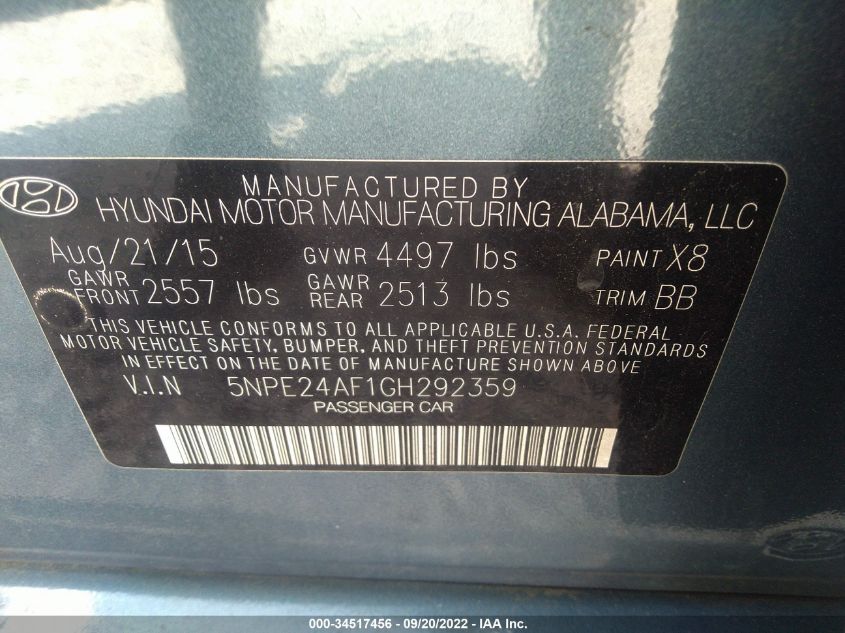 MANUFACTURED BY
HYUNDAI MOTOR MANUFACTURING ALABAMA, LLC
Aug/21/15 GVWR 4497 lbs PAINT X8
GAWR FRONT 2557 lbs GAWR REAR 2513 lbs TRIM BB
THIS VEHICLE CONFORMS TO ALL APPLICABLE U.S.A. FEDERAL
MOTOR VEHICLE SAFETY, BUMPER, AND THEFT PREVENTION STANDARDS
IN EFFECT ON THE DATE OF MANUFACTURE SHOWN ABOVE
V.I.N 5NPE24AF1GH292359
PASSENGER CAR
000-34517456 - 09/20/2022 - IAA Inc.